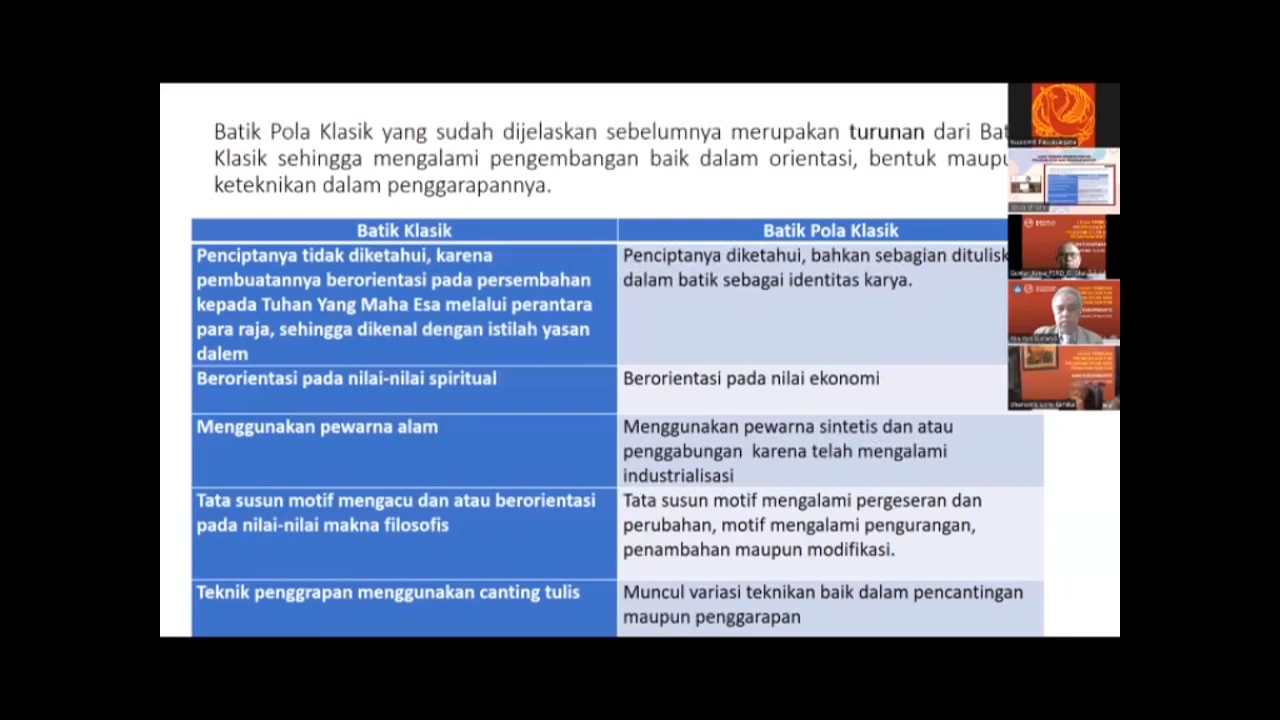 Batik Pola Klasik yang sudah dijelaskan sebelumnya merupakan turunan dari Bat
Klasik sehingga mengalami pengembangan baik dalam orientasi, bentuk maupu
keteknikan dalam penggarapannya.
Batik Klasik
Batik Pola Klasik
Penciptanya tidak diketahui, karena
pembuatannya berorientasi pada persembahan
kepada Tuhan Yang Maha Esa melalui perantara
para raja, sehingga dikenal dengan istilah yasan
dalem
Penciptanya diketahui, bahkan sebagian ditulisk
dalam batik sebagai identitas karya.
Berorientasi pada nilai-nilai spiritual
Berorientasi pada nilai ekonomi
Menggunakan pewarna alam
Menggunakan pewarna sintetis dan atau
penggabungan karena telah mengalami
industrialisasi
Tata susun motif mengacu dan atau berorientasi
pada nilai-nilai makna filosofis
Tata susun motif mengalami pergeseran dan
perubahan, motif mengalami pengurangan,
penambahan maupun modifikasi.
Teknik penggrapan menggunakan canting tulis
Muncul variasi teknikan baik dalam pencantingan
maupun penggarapan